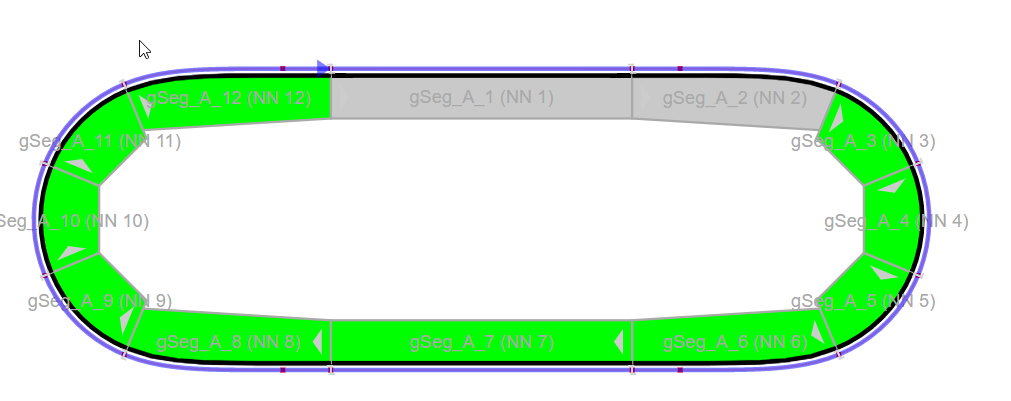 gSeg_A_12 (NN 12)
gSeg_A_1 (NN 1)
gSeg_A_2 (NN 2)
gSeg_A_11 (NN 11)
gSeg_A_3 (NN 3)
Seg_A_10 (NN 10)
gSeg_A_4 (NN 4)
gSeg_A_9 (NN 9)
gSeg_A_5 (NN 5)
gSeg_A_8 (NN 8)
gSeg_A_7 (NN 7)
gSeg_A_6 (NN 6)